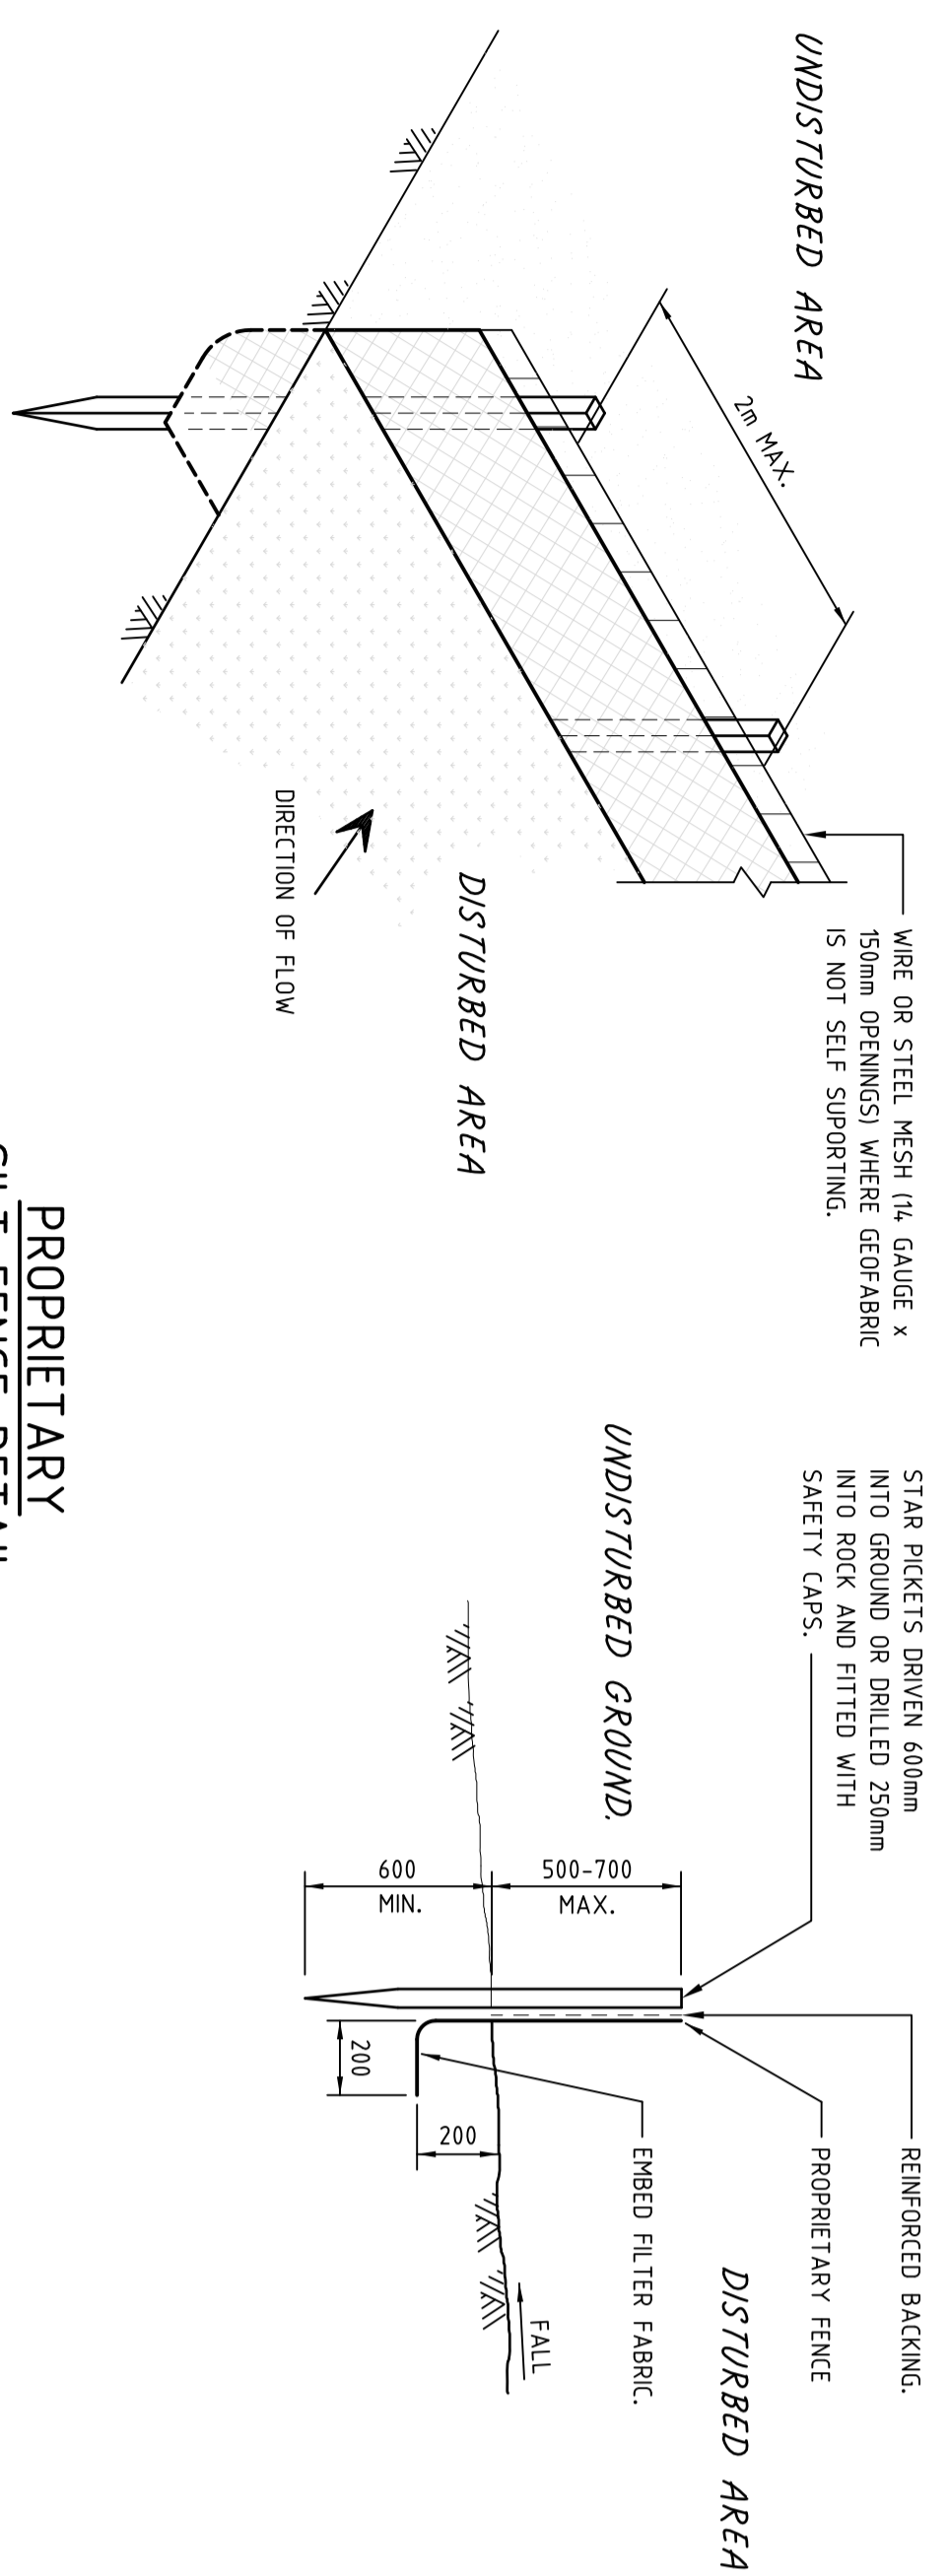 UNDISTURBED AREA
2m MAX.
WIRE OR STEEL MESH (14 GAUGE x
150mm OPENINGS) WHERE GEOFABRIC
IS NOT SELF SUPORTING.
DISTURBED AREA
DIRECTION OF FLOW
STAR PICKETS DRIVEN 600mm
INTO GROUND OR DRILLED 250mm
INTO ROCK AND FITTED WITH
SAFETY CAPS.
REINFORCED BACKING.
PROPRIETARY FENCE
DISTURBED AREA
UNDISTURBED GROUND.
EMBED FILTER FABRIC.
500-700
MAX.
600
MIN.
FALL
200
200
PROPRIETARY
SILT FENCE DETAIL